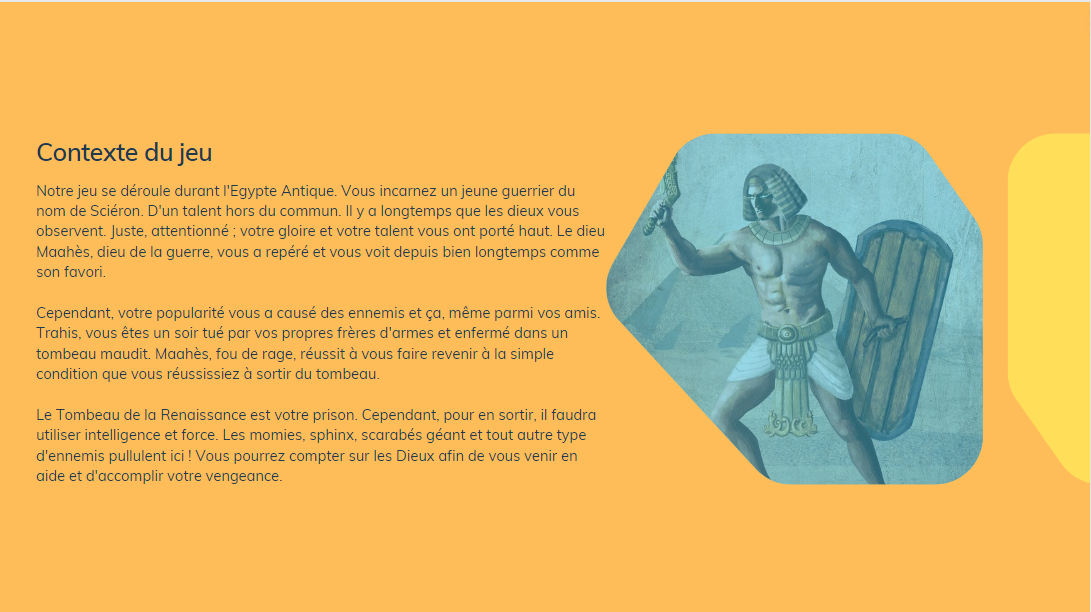 Contexte du jeu
Notre jeu se déroule durant l'Egypte Antique. Vous incarnez un jeune guerrier du
nom de Sciéron. D'un talent hors du commun. Il y a longtemps que les dieux vous
observent. Juste, attentionné ; votre gloire et votre talent vous ont porté haut. Le dieu
Maahès, dieu de la guerre, vous a repéré et vous voit depuis bien longtemps comme
son favori.
Cependant, votre popularité vous a causé des ennemis et ça, même parmi vos amis.
Trahis, vous êtes un soir tué par vos propres frères d'armes et enfermé dans un
tombeau maudit. Maahès, fou de rage, réussit à vous faire revenir à la simple
condition que vous réussissiez à sortir du tombeau.
Le Tombeau de la Renaissance est votre prison. Cependant, pour en sortir, il faudra
utiliser intelligence et force. Les momies, sphinx, scarabés géant et tout autre type
d'ennemis pullulent ici ! Vous pourrez compter sur les Dieux afin de vous venir en
aide et d'accomplir votre vengeance.